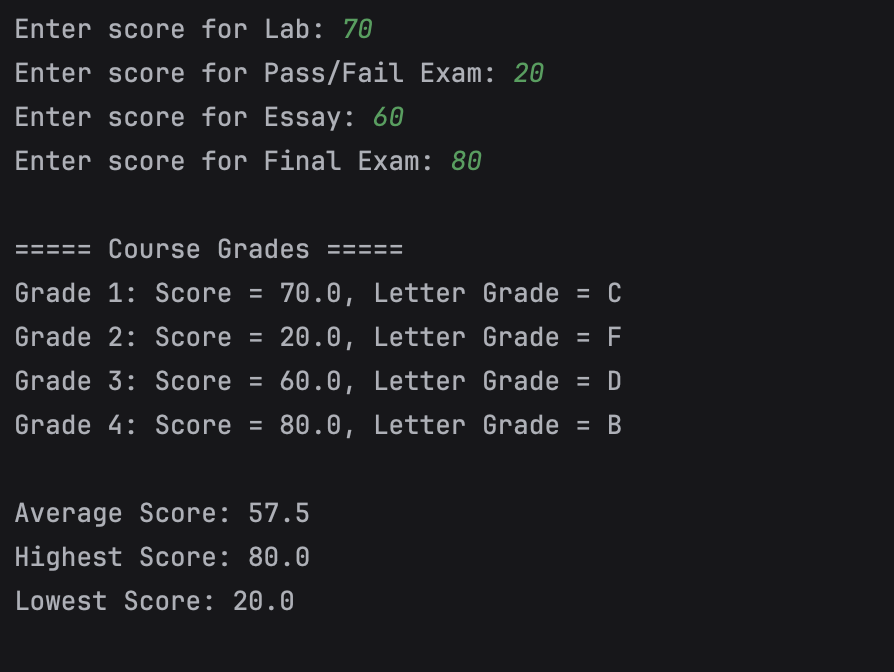 Enter score for Lab: 70
Enter score for Pass/Fail Exam: 20
Enter score for Essay: 60
Enter score for Final Exam: 80
===== Course Grades =====
Grade 1: Score = 70.0, Letter Grade = C
Grade 2: Score = 20.0, Letter Grade = F
Grade 3: Score = 60.0, Letter Grade = D
Grade 4: Score = 80.0, Letter Grade = B
Average Score: 57.5
Highest Score: 80.0
Lowest Score: 20.0